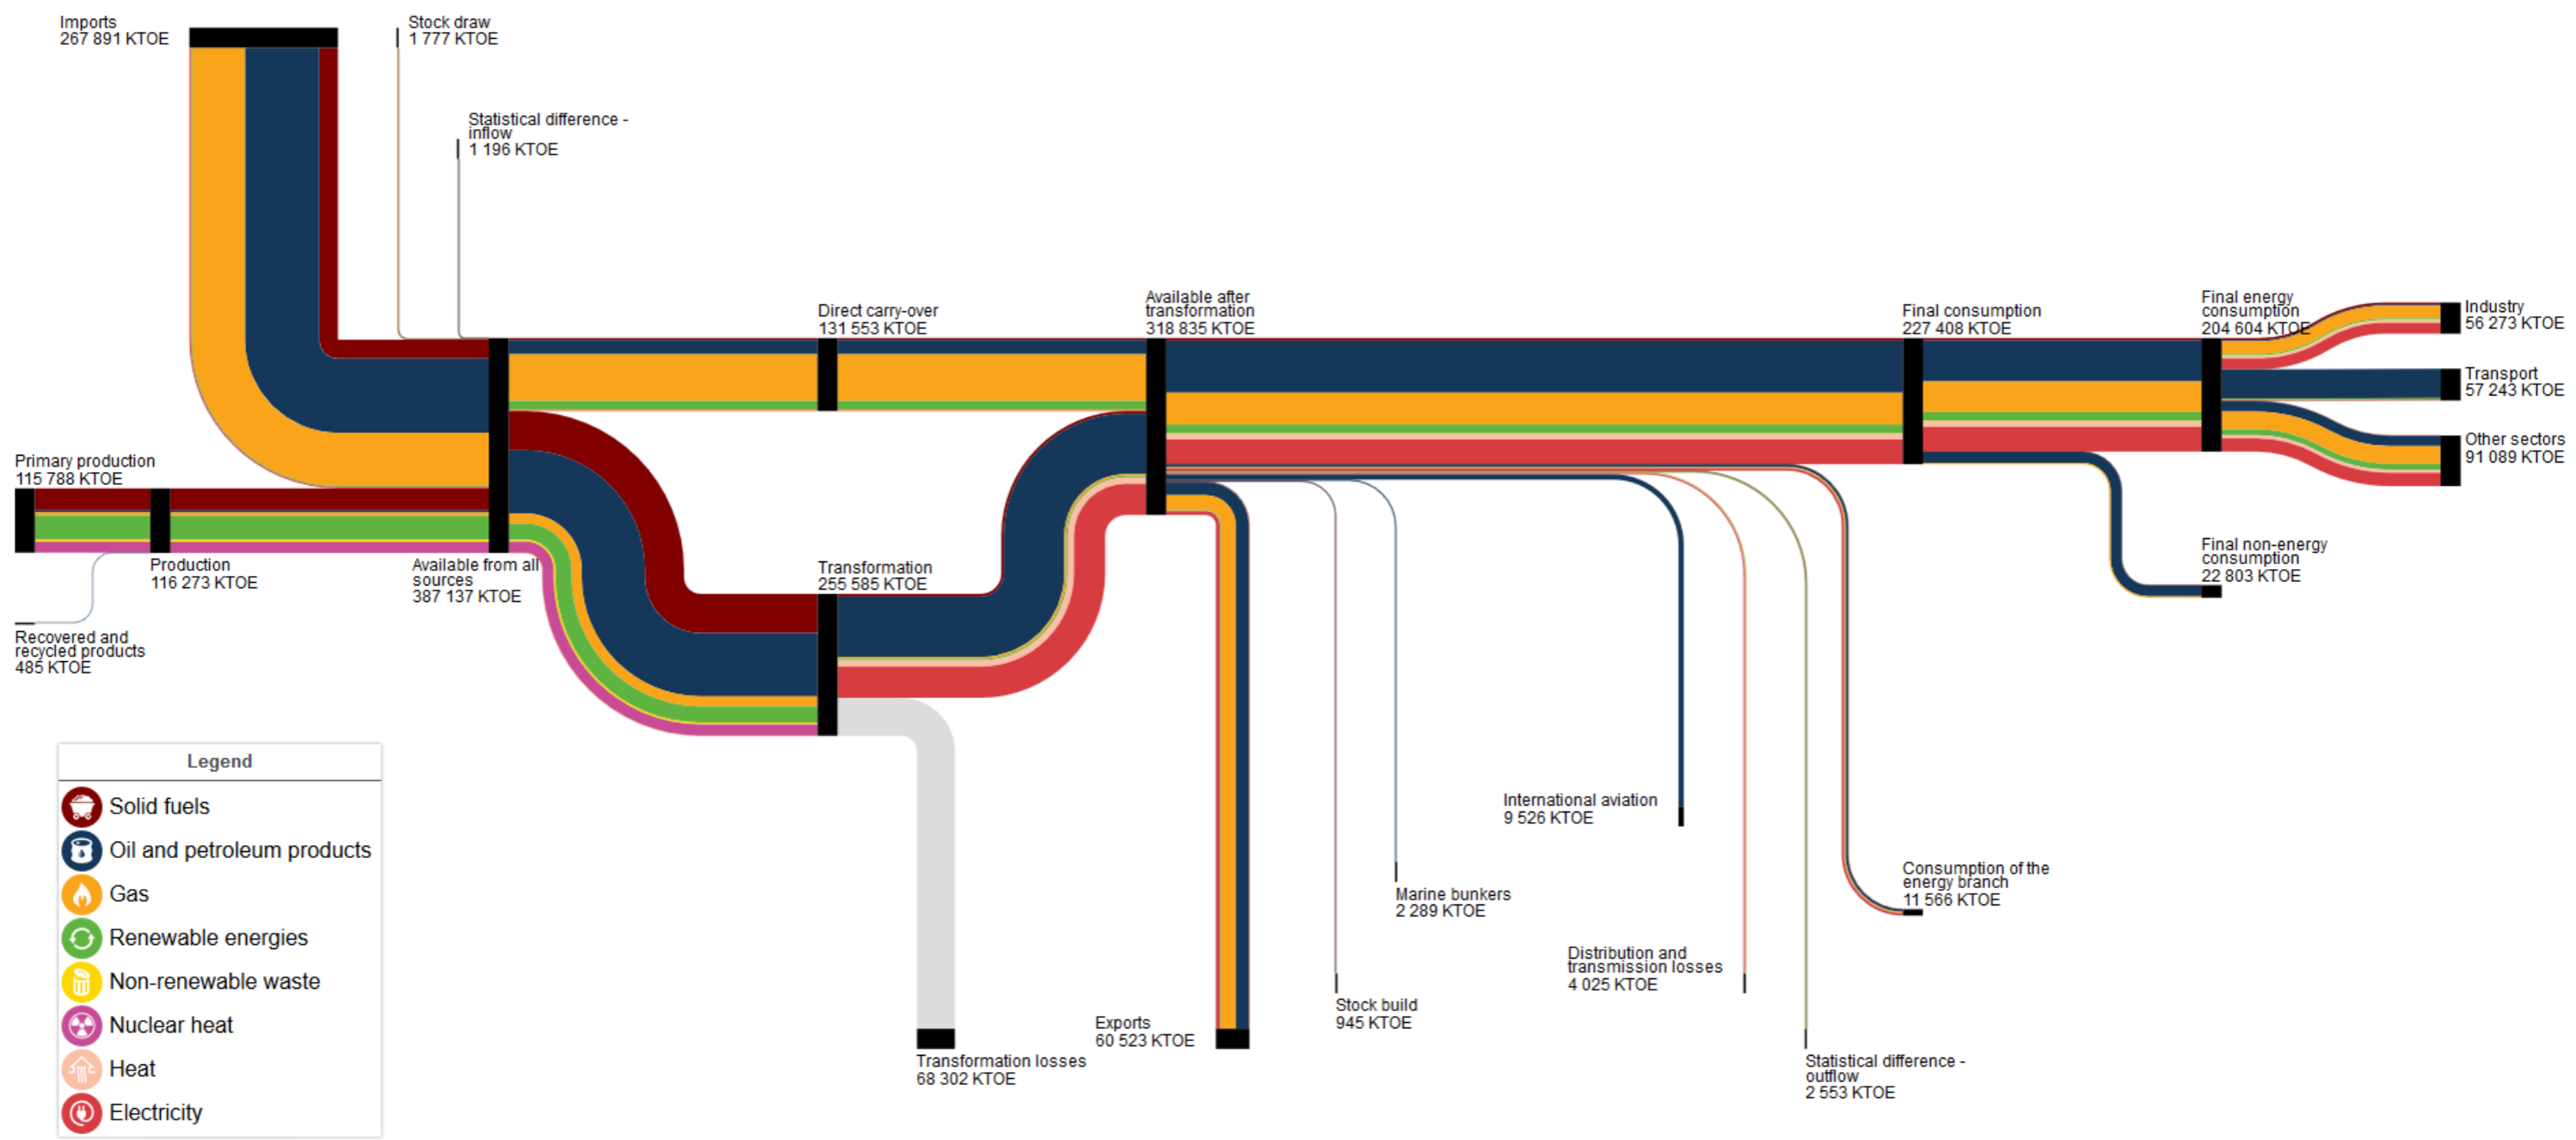 Imports
267 891 KTOE
Stock draw
1 777 KTOE
Statistical difference -
inflow
1 196 KTOE
Direct carry-over
131 553 KTOE
Available after
transformation
318 835 KTOE
Final consumption
227 408 KTOE
Final energy
consumption
204 604 KTOE
Industry
56 273 KTOE
Transport
57 243 KTOE
Other sectors
91 089 KTOE
Primary production
115 788 KTOE
Production
116 273 KTOE
Available from all
sources
387 137 KTOE
Transformation
255 585 KTOE
Final non-energy
consumption
22 803 KTOE
Recovered and
recycled products
485 KTOE
International aviation
9 526 KTOE
Consumption of the
energy branch
11 566 KTOE
Marine bunkers
2 289 KTOE
Distribution and
transmission losses
4 025 KTOE
Stock build
945 KTOE
Exports
60 523 KTOE
Transformation losses
68 302 KTOE
Statistical difference -
outflow
2 553 KTOE
Legend
Solid fuels
Oil and petroleum products
Gas
Renewable energies
Non-renewable waste
Nuclear heat
Heat
Electricity